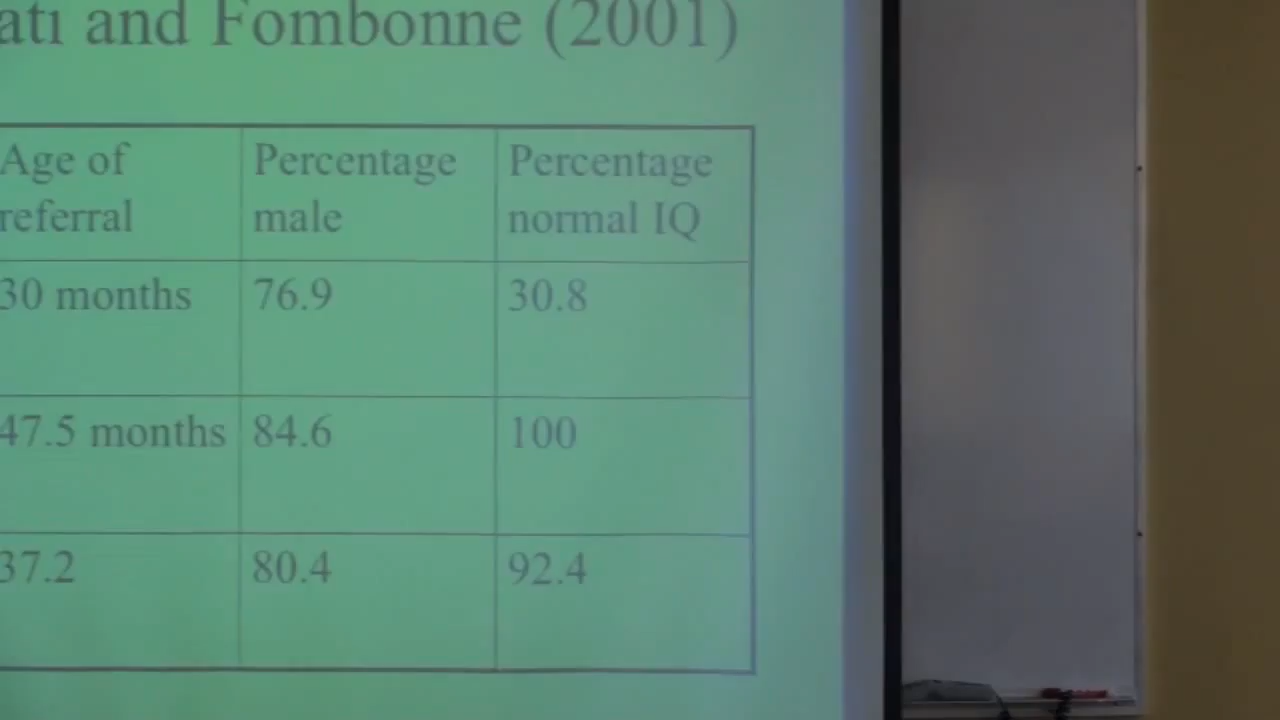 and Fombonne (2001)
Age of referral Percentage male Percentage normal IQ
30 months 76.9 30.8
47.5 months 84.6 100
37.2 80.4 92.4